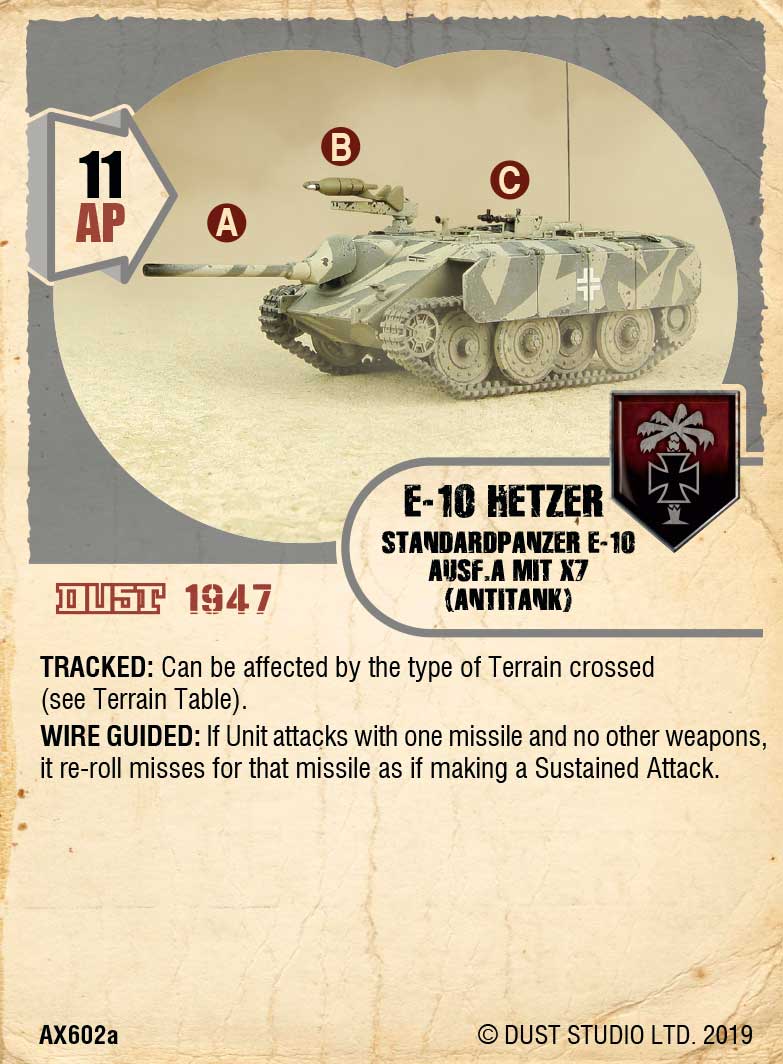 11
AP
A
B
C
E-10 HETZER
STANDARDPANZER E-10
AUSF.A MIT X7
(ANTITANK)
DUST 1947
TRACKED: Can be affected by the type of Terrain crossed
(see Terrain Table).
WIRE GUIDED: If Unit attacks with one missile and no other weapons,
it re-roll misses for that missile as if making a Sustained Attack.
AX602a
© DUST STUDIO LTD. 2019